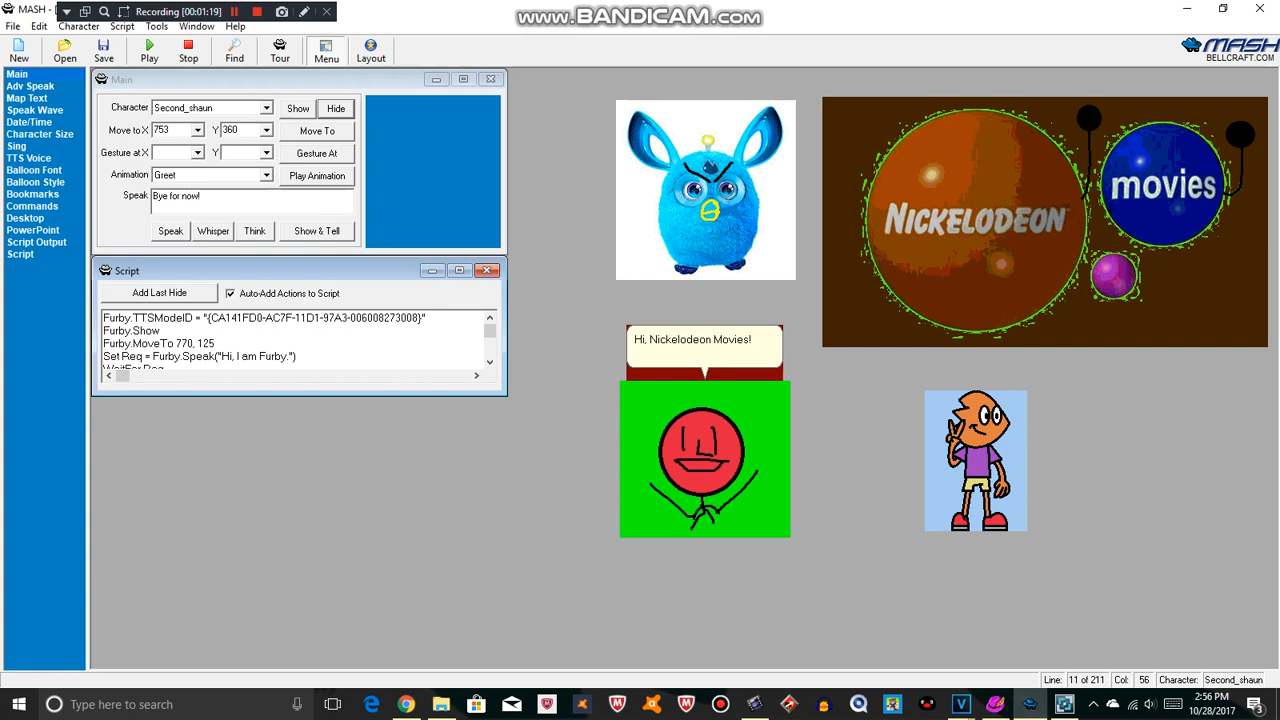 MASH -
Recording [00:01:19]
www.BANDICAM.com
File Edit Character Script Tools Windows Help
New Open Save Play Stop Find Tour Menu Layout
MASH
BELLCRAFT.COM
Main
Adv Speak
Map Text
Speak Wave
Date/Time
Character Size
Sing
TTS Voice
Balloon Font
Balloon Style
Bookmarks
Commands
Desktop
PowerPoint
Script Output
Script
Main
Character Second_shaun Show Hide
Move to X 753 Y 360 Move To
Gesture at X Y Gesture At
Animation Greet Play Animation
Speak Bye for now!
Speak Whisper Think Show & Tell
Script
Add Last Hide Auto-Add Actions to Script
Furby.TTSModeID = "{CA141FD0-AC7F-11D1-97A3-006008273008}"
Furby.Show
Furby.MoveTo 770, 125
Set Req = Furby.Speak("Hi, I am Furby.")
WaitFor Req
NICKELODEON
movies
Hi, Nickelodeon Movies!
Line: 11 of 211 Col: 56 Character: Second_shaun
Type here to search
2:56 PM
10/28/2017
3